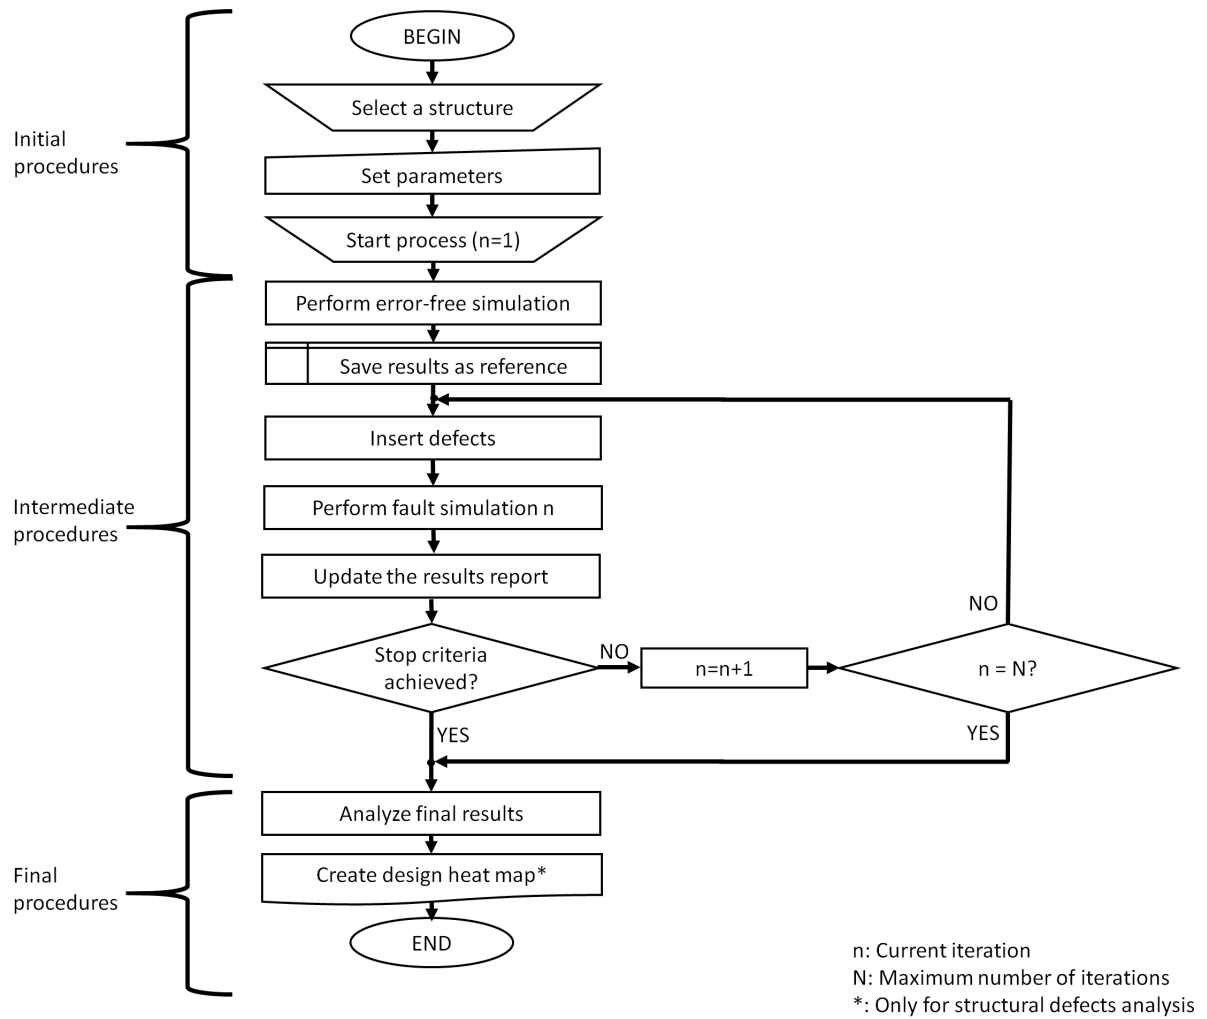 BEGIN
Select a structure
Initial
procedures
Set parameters
Start process (n=1)
Perform error-free simulation
Save results as reference
Insert defects
Intermediate
procedures
Perform fault simulation n
Update the results report
NO
Stop criteria
achieved?
NO
n=n+1
n = N?
YES
YES
Analyze final results
Final
procedures
Create design heat map*
END
n: Current iteration
N: Maximum number of iterations
*: Only for structural defects analysis